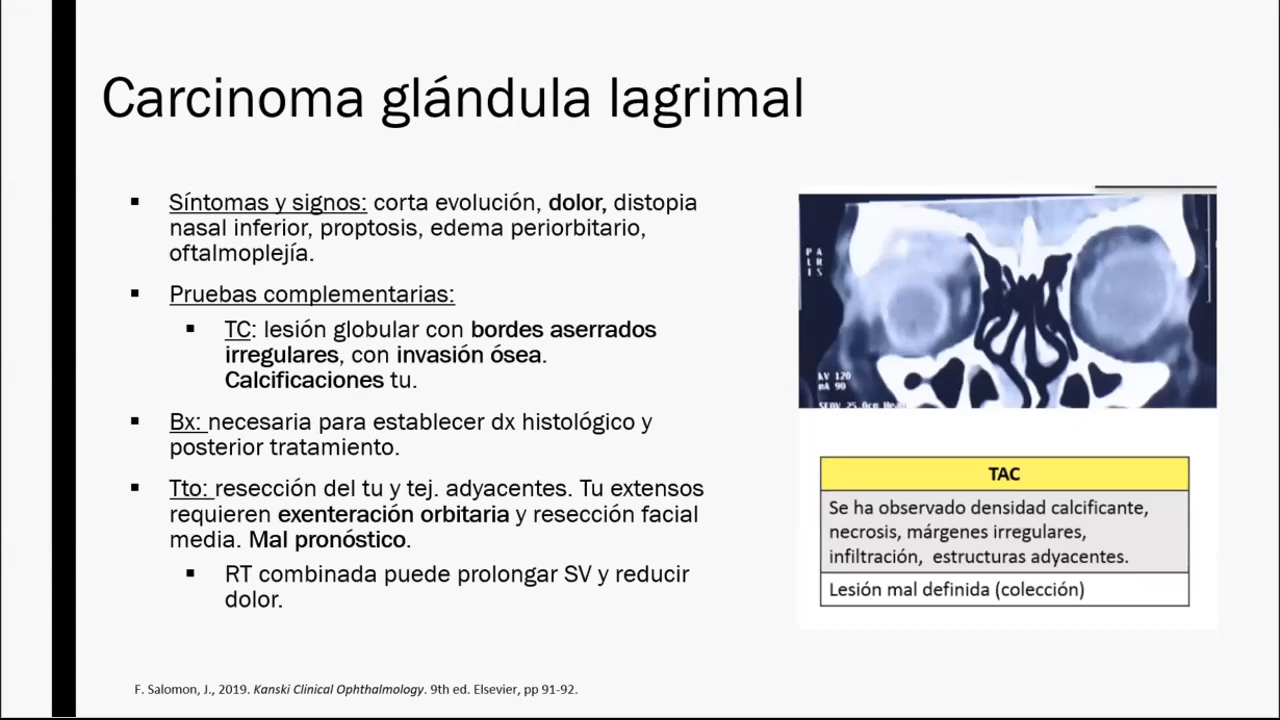 Carcinoma glándula lagrimal
▪ Síntomas y signos: corta evolución, dolor, distopia
nasal inferior, proptosis, edema periorbitario,
oftalmoplejía.
▪ Pruebas complementarias:
▪ TC: lesión globular con bordes aserrados
irregulares, con invasión ósea.
Calcificaciones tu.
▪ Bx: necesaria para establecer dx histológico y
posterior tratamiento.
▪ Tto: resección del tu y tej. adyacentes. Tu extensos
requieren exenteración orbitaria y resección facial
media. Mal pronóstico.
▪ RT combinada puede prolongar SV y reducir
dolor.
kV 120
mA 90
TAC
Se ha observado densidad calcificante,
necrosis, márgenes irregulares,
infiltración, estructuras adyacentes.
Lesión mal definida (colección)
F. Salomon, J., 2019. Kanski Clinical Ophthalmology. 9th ed. Elsevier, pp 91-92.